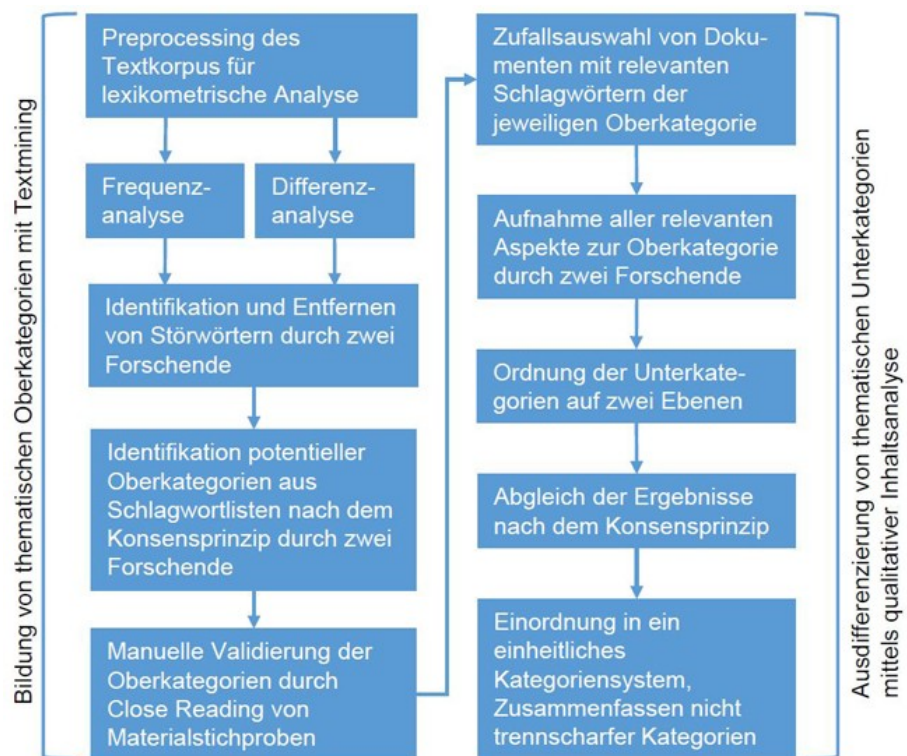 Bildung von thematischen Oberkategorien mit Textmining
Preprocessing des
Textkorpus für
lexikometrische Analyse
Frequenz-
analyse
Differenz-
analyse
Identifikation und Entfernen
von Störwörtern durch zwei
Forschende
Identifikation potentieller
Oberkategorien aus
Schlagwortlisten nach dem
Konsensprinzip durch zwei
Forschende
Manuelle Validierung der
Oberkategorien durch
Close Reading von
Materialstichproben
Zufallsauswahl von Doku-
menten mit relevanten
Schlagwörtern der
jeweiligen Oberkategorie
Aufnahme aller relevanten
Aspekte zur Oberkategorie
durch zwei Forschende
Ordnung der Unterkate-
gorien auf zwei Ebenen
Abgleich der Ergebnisse
nach dem Konsensprinzip
Einordnung in ein
einheitliches
Kategoriensystem,
Zusammenfassen nicht
trennscharfer Kategorien
Ausdifferenzierung von thematischen Unterkategorien
mittels qualitativer Inhaltsanalyse